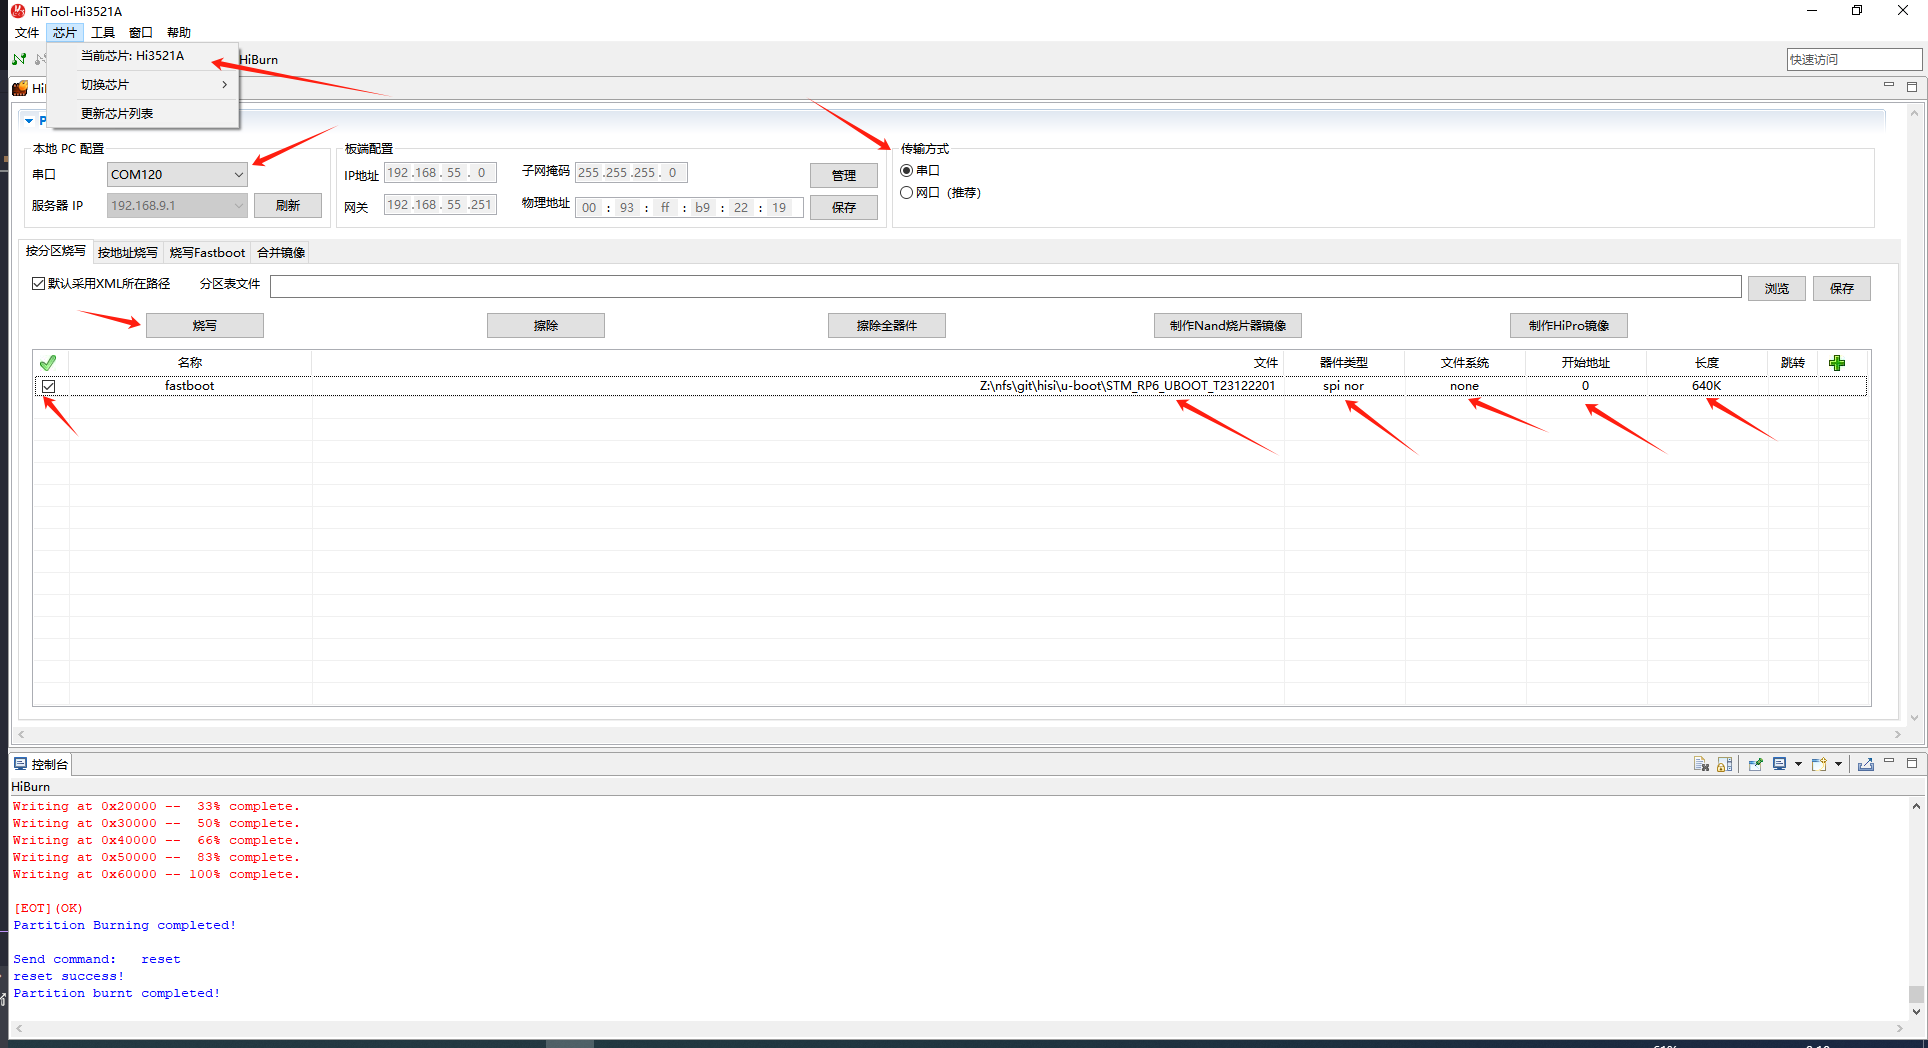 HiTool-Hi3521A
文件 芯片 工具 窗口 帮助
当前芯片: Hi3521A
切换芯片
更新芯片列表
HiBurn
快速访问
本地 PC 配置
串口 COM120
服务器 IP 192.168.9.1 刷新
板端配置
IP地址 192 .168 . 55 . 0 子网掩码 255 .255 .255 . 0 管理
网关 192 .168 . 55 .251 物理地址 00 : 93 : ff : b9 : 22 : 19 保存
传输方式
串口
网口（推荐）
按分区烧写 按地址烧写 烧写Fastboot 合并镜像
默认采用XML所在路径 分区表文件 浏览 保存
烧写 擦除 擦除全器件 制作Nand烧片器镜像 制作HiPro镜像
名称 文件 器件类型 文件系统 开始地址 长度 跳转
fastboot Z:\nfs\git\hisi\u-boot\STM_RP6_UBOOT_T23122201 spi nor none 0 640K
控制台
HiBurn
Writing at 0x20000 -- 33% complete.
Writing at 0x30000 -- 50% complete.
Writing at 0x40000 -- 66% complete.
Writing at 0x50000 -- 83% complete.
Writing at 0x60000 -- 100% complete.
[EOT](OK)
Partition Burning completed!
Send command: reset
reset success!
Partition burnt completed!